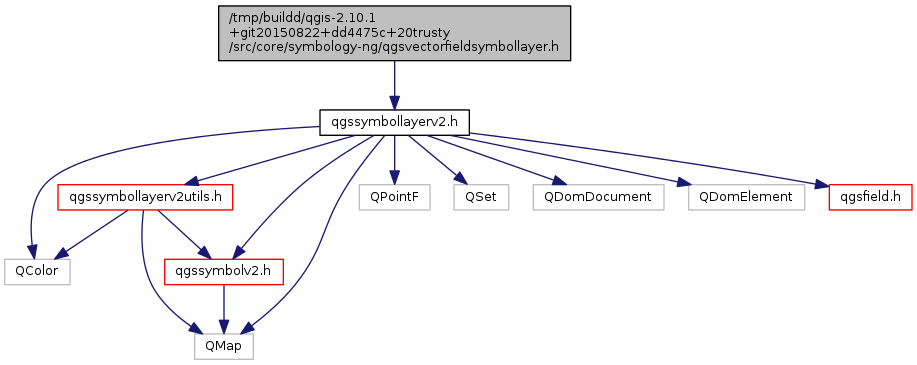 /tmp/buildd/qgis-2.10.1
+git20150822+dd4475c+20trusty
/src/core/symbology-ng/qgsvectorfieldsymbollayer.h
qgssymbollayerv2.h
qgssymbollayerv2utils.h
QPointF
QSet
QDomDocument
QDomElement
qgsfield.h
QColor
qgssymbolv2.h
QMap